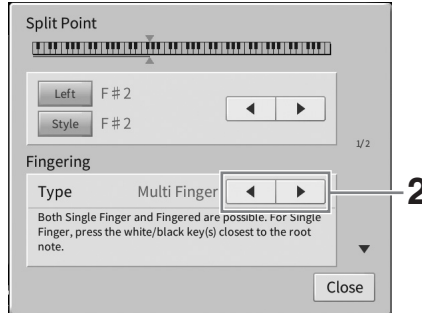 Split Point
Left F♯2
Style F♯2
1/2
Fingering
Type Multi Finger
Both Single Finger and Fingered are possible. For Single
Finger, press the white/black key(s) closest to the root
note.
Close
2